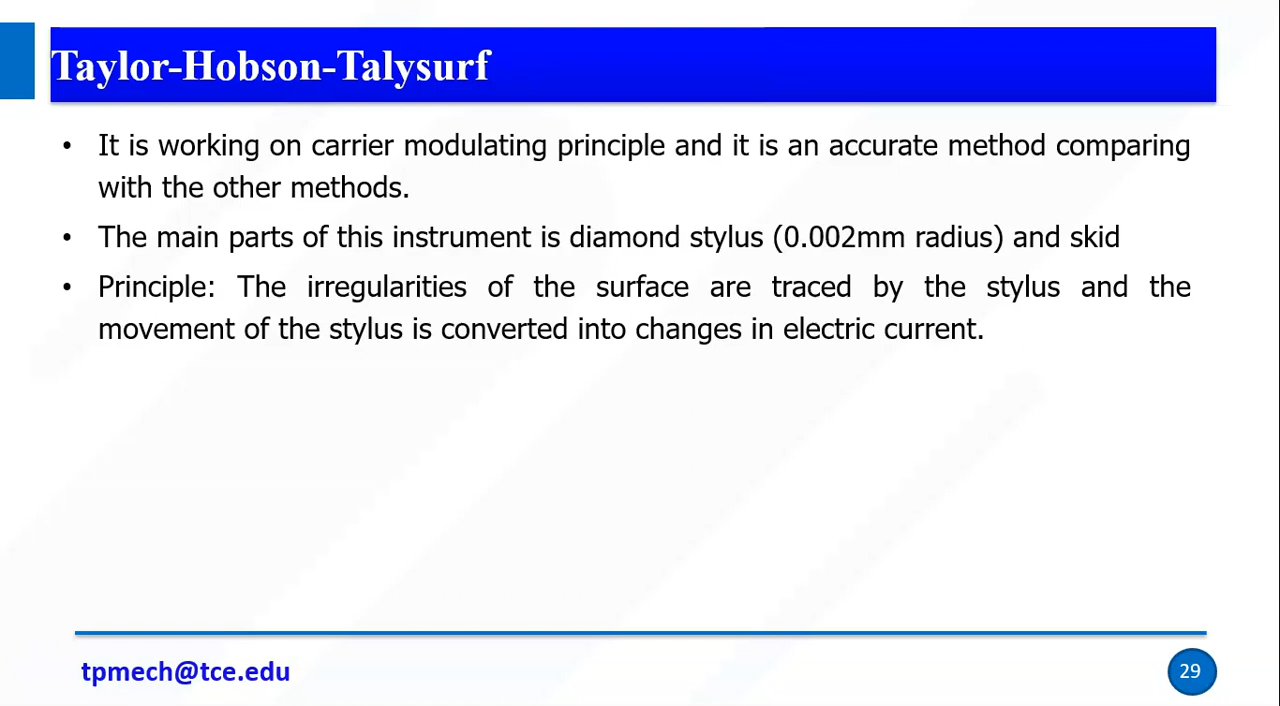 Taylor-Hobson-Talysurf
• It is working on carrier modulating principle and it is an accurate method comparing
with the other methods.
• The main parts of this instrument is diamond stylus (0.002mm radius) and skid
• Principle: The irregularities of the surface are traced by the stylus and the
movement of the stylus is converted into changes in electric current.
tpmech@tce.edu
29